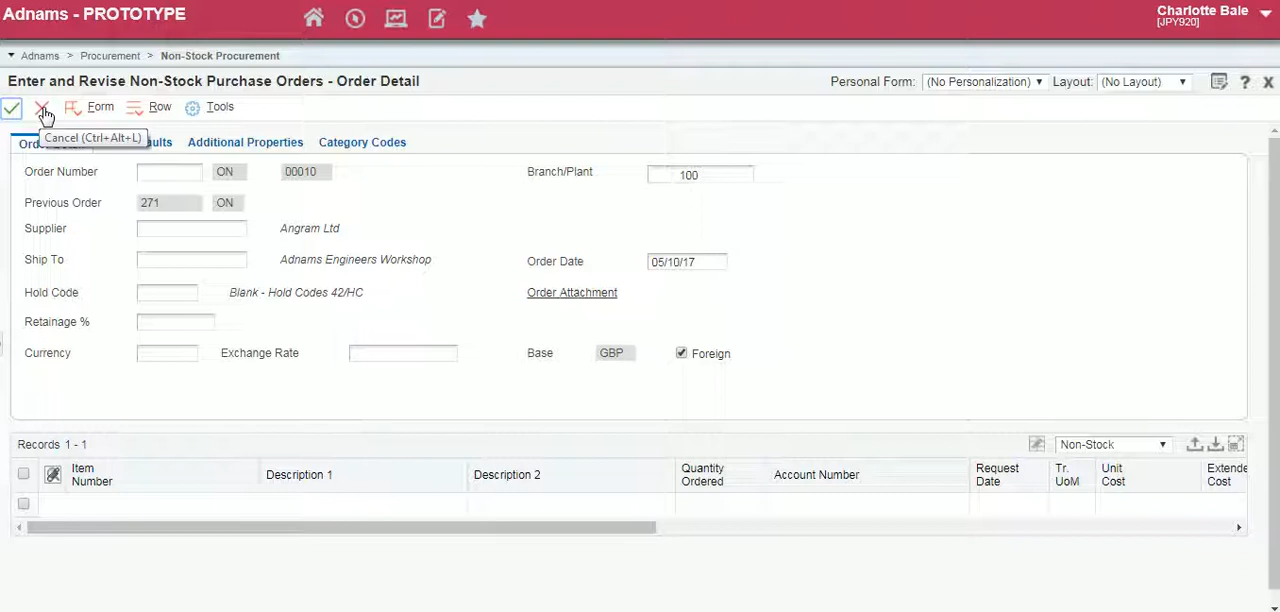 Adnams - PROTOTYPE
Charlotte Bale
[JPY920]
Adnams > Procurement > Non-Stock Procurement
Enter and Revise Non-Stock Purchase Orders - Order Detail
Personal Form: (No Personalization) Layout: (No Layout)
Form Row Tools
Cancel (Ctrl+Alt+L)
Additional Properties Category Codes
Order Number ON 00010 Branch/Plant 100
Previous Order 271 ON
Supplier Angram Ltd
Ship To Adnams Engineers Workshop Order Date 05/10/17
Hold Code Blank - Hold Codes 42/HC Order Attachment
Retainage %
Currency Exchange Rate Base GBP Foreign
Records 1 - 1 Non-Stock
Item Number Description 1 Description 2 Quantity Ordered Account Number Request Date Tr. UoM Unit Cost Extende Cost